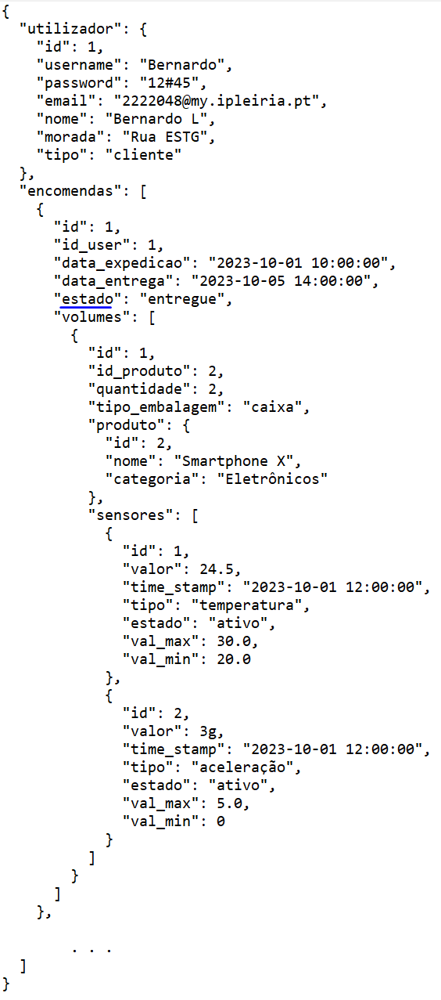 {
  "utilizador": {
    "id": 1,
    "username": "Bernardo",
    "password": "12#45",
    "email": "2222048@my.ipleiria.pt",
    "nome": "Bernardo L",
    "morada": "Rua ESTG",
    "tipo": "cliente"
  },
  "encomendas": [
    {
      "id": 1,
      "id_user": 1,
      "data_expedicao": "2023-10-01 10:00:00",
      "data_entrega": "2023-10-05 14:00:00",
      "estado": "entregue",
      "volumes": [
        {
          "id": 1,
          "id_produto": 2,
          "quantidade": 2,
          "tipo_embalagem": "caixa",
          "produto": {
            "id": 2,
            "nome": "Smartphone X",
            "categoria": "Eletrônicos"
          },
          "sensores": [
            {
              "id": 1,
              "valor": 24.5,
              "time_stamp": "2023-10-01 12:00:00",
              "tipo": "temperatura",
              "estado": "ativo",
              "val_max": 30.0,
              "val_min": 20.0
            },
            {
              "id": 2,
              "valor": 3g,
              "time_stamp": "2023-10-01 12:00:00",
              "tipo": "aceleração",
              "estado": "ativo",
              "val_max": 5.0,
              "val_min": 0
            }
          ]
        }
      ]
    },
        . . .
  ]
}